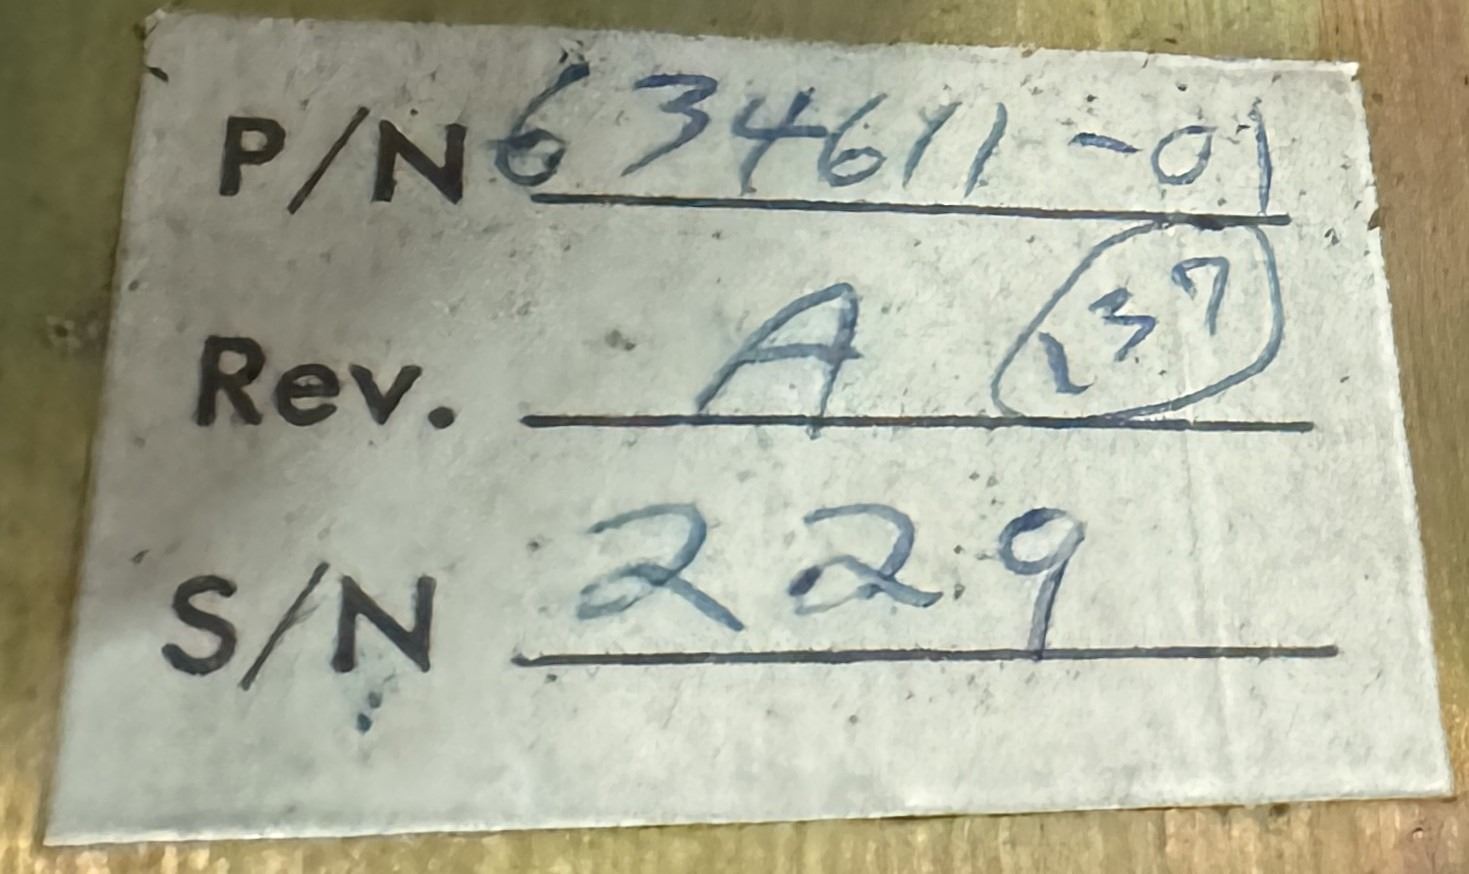 P/N 634611-01
Rev. A 137
S/N 229